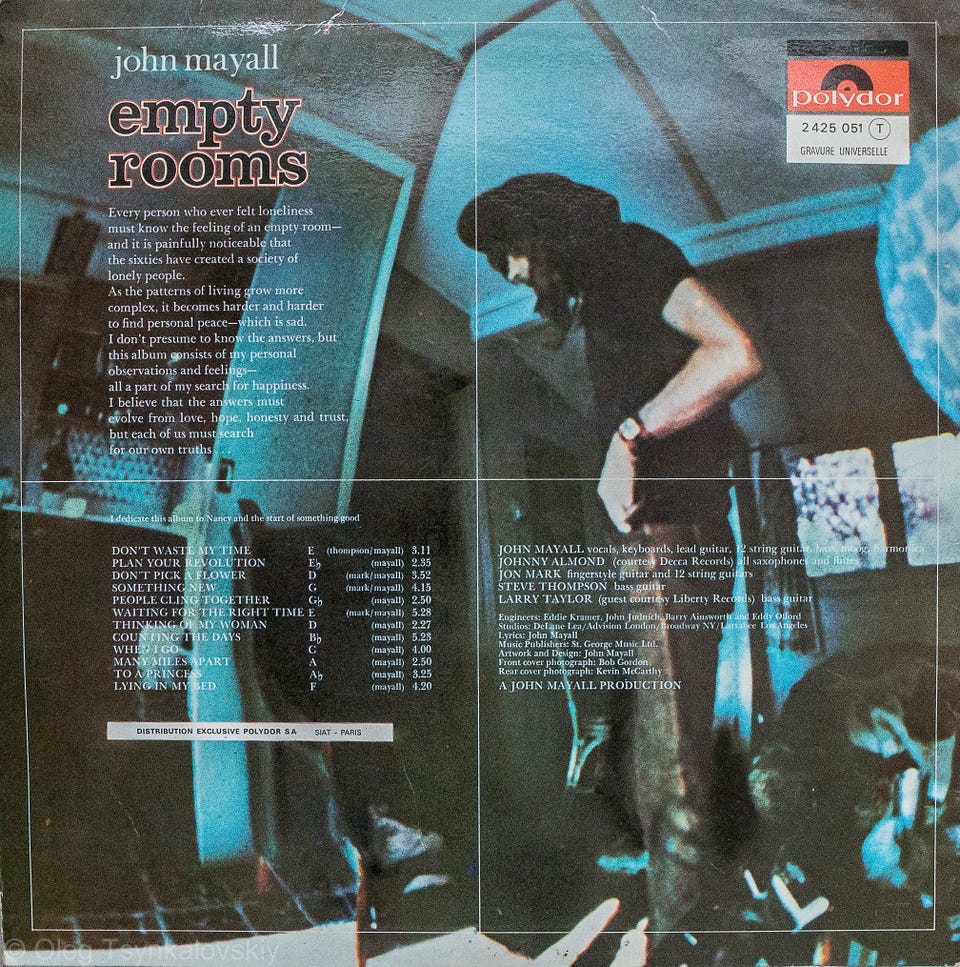 john mayall
empty
rooms
polydor
2425 051 T
GRAVURE UNIVERSELLE
Every person who ever felt loneliness
must know the feeling of an empty room—
and it is painfully noticeable that
the sixties have created a society of
lonely people.
As the patterns of living grow more
complex, it becomes harder and harder
to find personal peace—which is sad.
I don't presume to know the answers, but
this album consists of my personal
observations and feelings—
all a part of my search for happiness.
I believe that the answers must
evolve from love, hope, honesty and trust,
but each of us must search
for our own truths . . .
I dedicate this album to Nancy and the start of something good
DON'T WASTE MY TIME E (thompson/mayall) 3.11
PLAN YOUR REVOLUTION E♭ (mayall) 2.35
DON'T PICK A FLOWER D (mark/mayall) 3.52
SOMETHING NEW G (mark/mayall) 4.15
PEOPLE CLING TOGETHER G♭ (mayall) 2.50
WAITING FOR THE RIGHT TIME E (mark/mayall) 5.28
THINKING OF MY WOMAN D (mayall) 2.27
COUNTING THE DAYS B♭ (mayall) 5.23
WHEN I GO C (mayall) 4.00
MANY MILES APART A (mayall) 2.50
TO A PRINCESS A♭ (mayall) 3.25
LYING IN MY BED F (mayall) 4.20
JOHN MAYALL vocals, keyboards, lead guitar, 12 string guitar, bass, moog, harmonica
JOHNNY ALMOND (courtesy Decca Records) all saxophones and flutes
JON MARK fingerstyle guitar and 12 string guitars
STEVE THOMPSON bass guitar
LARRY TAYLOR (guest courtesy Liberty Records) bass guitar
Engineers: Eddie Kramer, John Judnich, Barry Ainsworth and Eddy Offord
Studios: DeLane Lea/Advision London/Broadway NY/Larrabee Los Angeles
Lyrics: John Mayall
Music Publishers: St. George Music Ltd.
Artwork and Design: John Mayall
Front cover photograph: Bob Gordon
Rear cover photograph: Kevin McCarthy
A JOHN MAYALL PRODUCTION
DISTRIBUTION EXCLUSIVE POLYDOR S A SIAT - PARIS
© Oleg Tsynkalovskiy